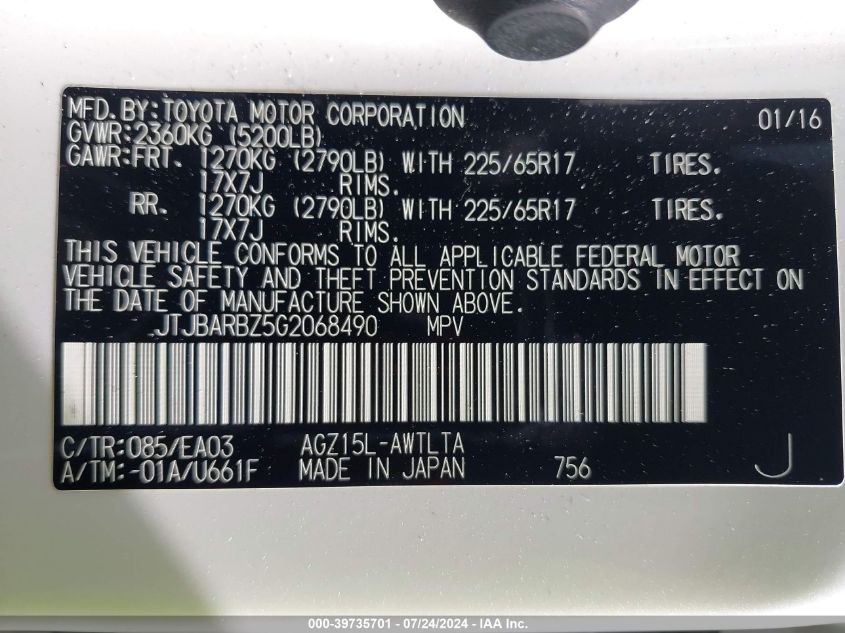 MFD.BY:TOYOTA MOTOR CORPORATION 01/16
GVWR:2360KG (5200LB)
GAWR:FRT. 1270KG (2790LB) WITH 225/65R17 TIRES.
17X7J RIMS.
RR. 1270KG (2790LB) WITH 225/65R17 TIRES.
17X7J RIMS.
THIS VEHICLE CONFORMS TO ALL APPLICABLE FEDERAL MOTOR
VEHICLE SAFETY AND THEFT PREVENTION STANDARDS IN EFFECT ON
THE DATE OF MANUFACTURE SHOWN ABOVE.
JTJBARBZ5G2068490 MPV
C/TR:085/EA03 AGZ15L-AWTLTA
A/TM:-01A/U661F MADE IN JAPAN 756 J
000-39735701 - 07/24/2024 - IAA Inc.